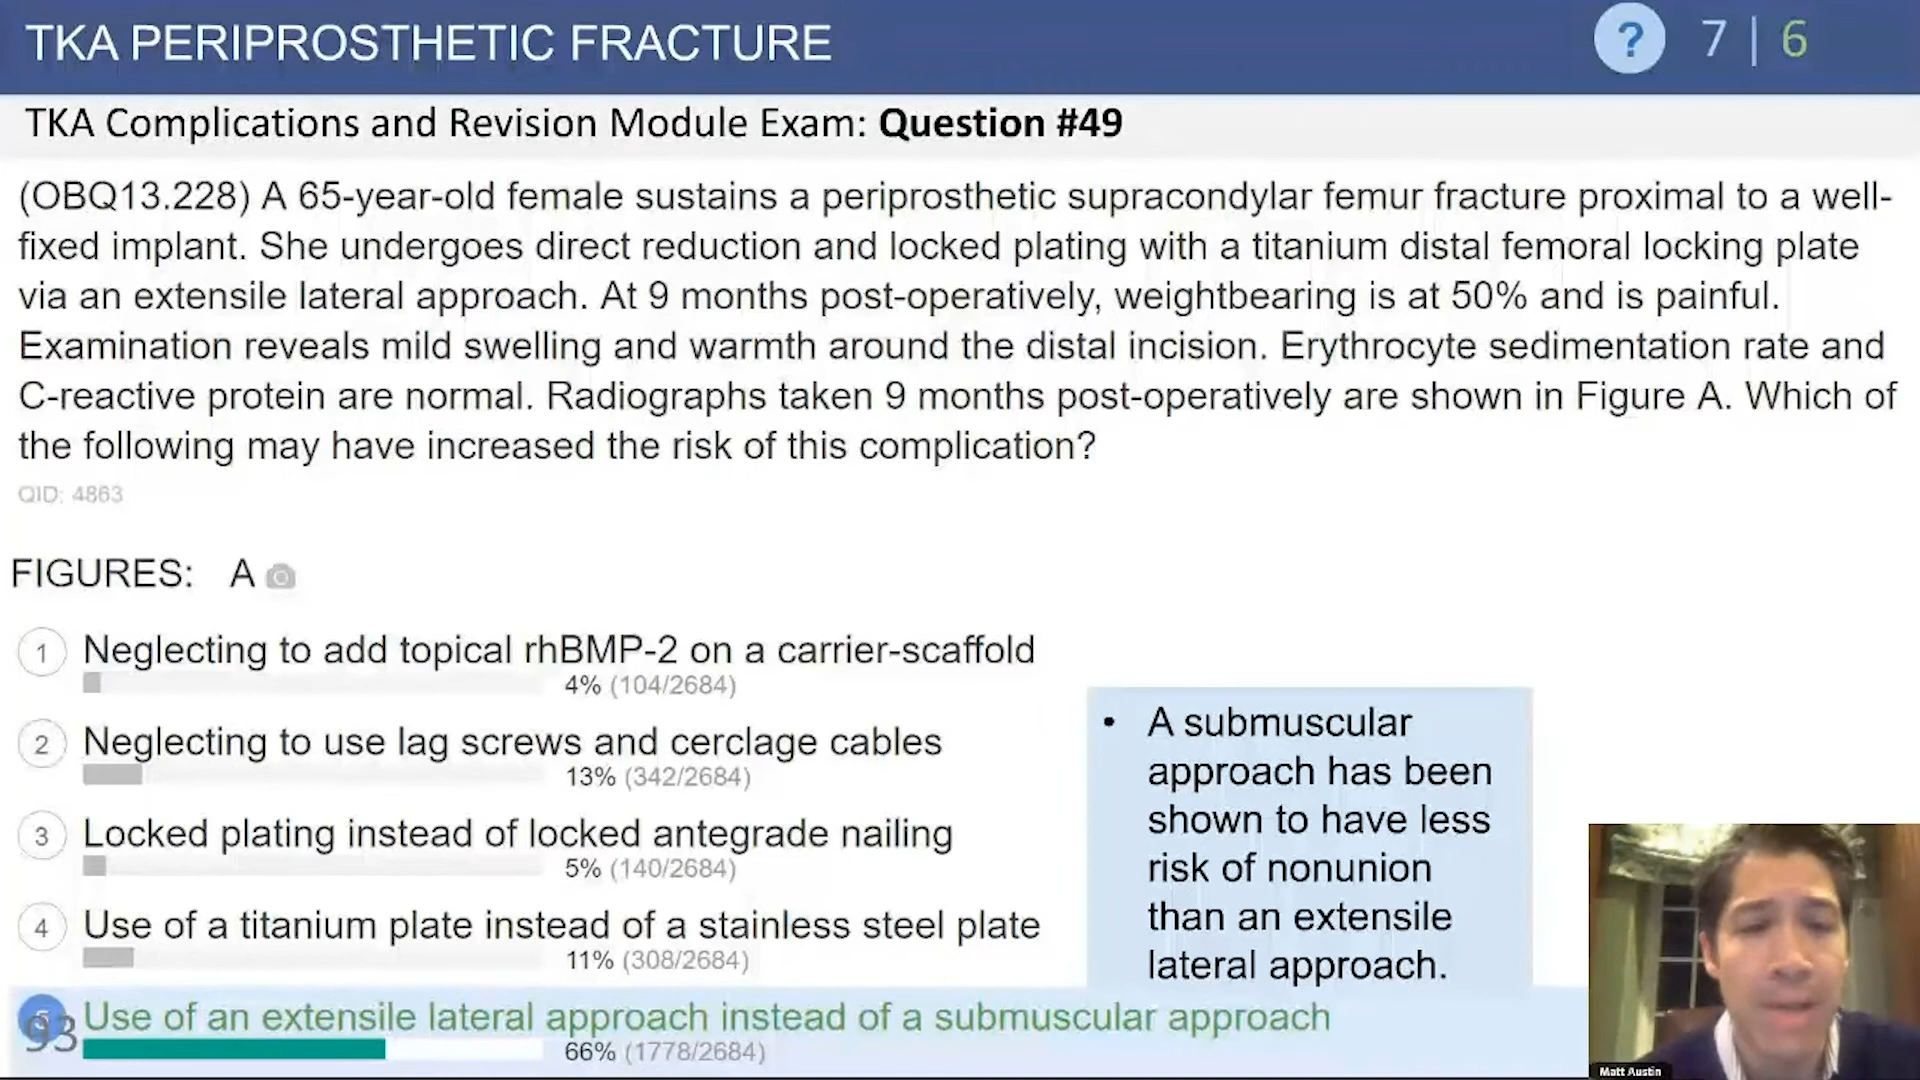 TKA PERIPROSTHETIC FRACTURE
? 7 | 6
TKA Complications and Revision Module Exam: Question #49
(OBQ13.228) A 65-year-old female sustains a periprosthetic supracondylar femur fracture proximal to a well-
fixed implant. She undergoes direct reduction and locked plating with a titanium distal femoral locking plate
via an extensile lateral approach. At 9 months post-operatively, weightbearing is at 50% and is painful.
Examination reveals mild swelling and warmth around the distal incision. Erythrocyte sedimentation rate and
C-reactive protein are normal. Radiographs taken 9 months post-operatively are shown in Figure A. Which of
the following may have increased the risk of this complication?
QID: 4863
FIGURES: A
1 Neglecting to add topical rhBMP-2 on a carrier-scaffold
4% (104/2684)
2 Neglecting to use lag screws and cerclage cables
13% (342/2684)
3 Locked plating instead of locked antegrade nailing
5% (140/2684)
4 Use of a titanium plate instead of a stainless steel plate
11% (308/2684)
5 Use of an extensile lateral approach instead of a submuscular approach
93
66% (1778/2684)
• A submuscular
approach has been
shown to have less
risk of nonunion
than an extensile
lateral approach.
Matt Austin